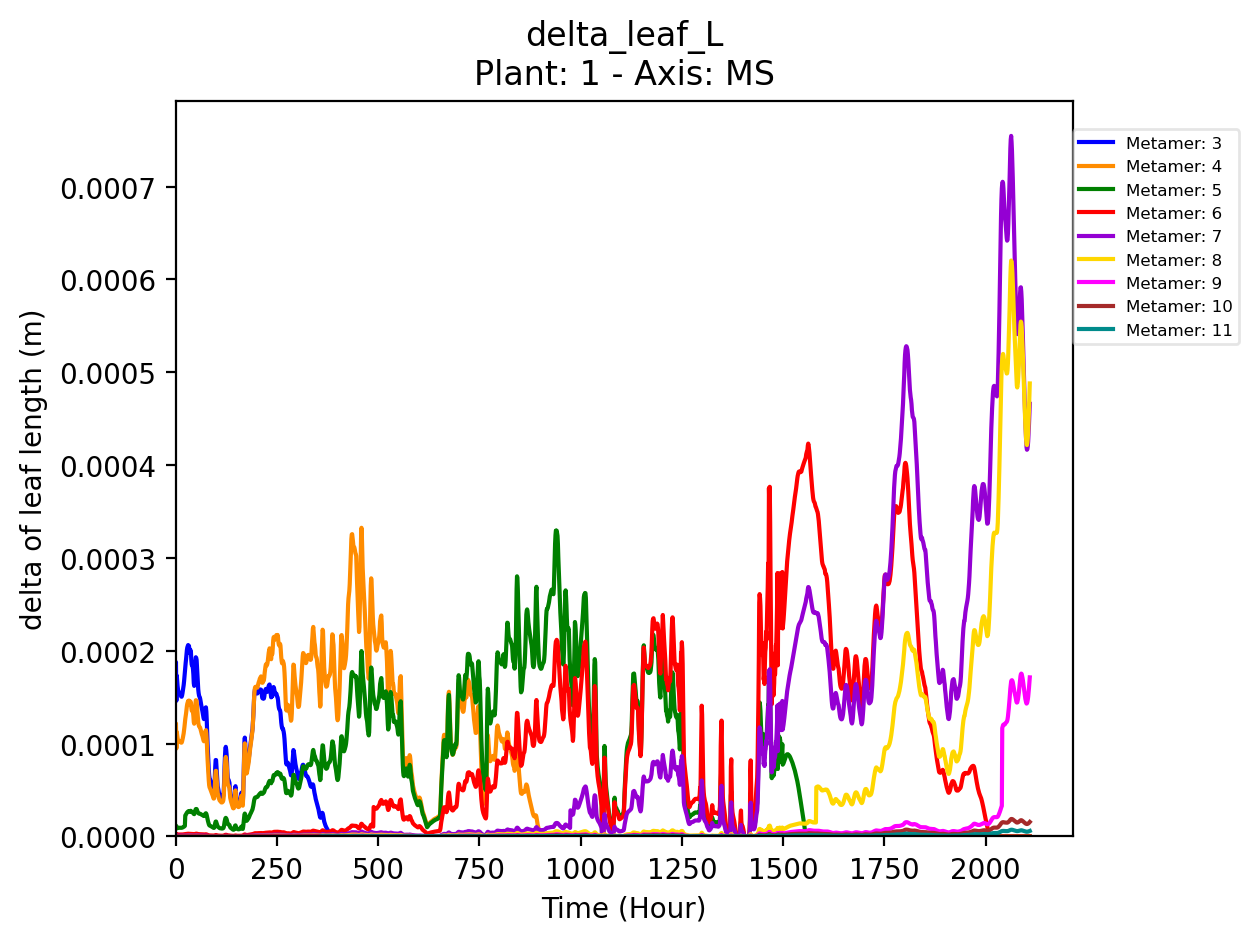 delta_leaf_L
Plant: 1 - Axis: MS
delta of leaf length (m)
0.0007
0.0006
0.0005
0.0004
0.0003
0.0002
0.0001
0.0000
0
250
500
750
1000
1250
1500
1750
2000
Time (Hour)
Metamer: 3
Metamer: 4
Metamer: 5
Metamer: 6
Metamer: 7
Metamer: 8
Metamer: 9
Metamer: 10
Metamer: 11